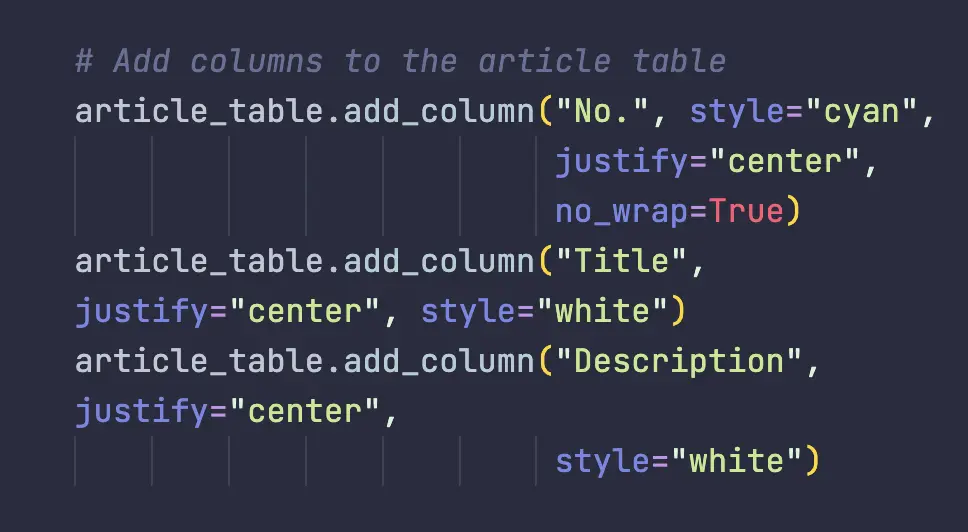 # Add columns to the article table
article_table.add_column("No.", style="cyan",
justify="center",
no_wrap=True)
article_table.add_column("Title",
justify="center", style="white")
article_table.add_column("Description",
justify="center",
style="white")